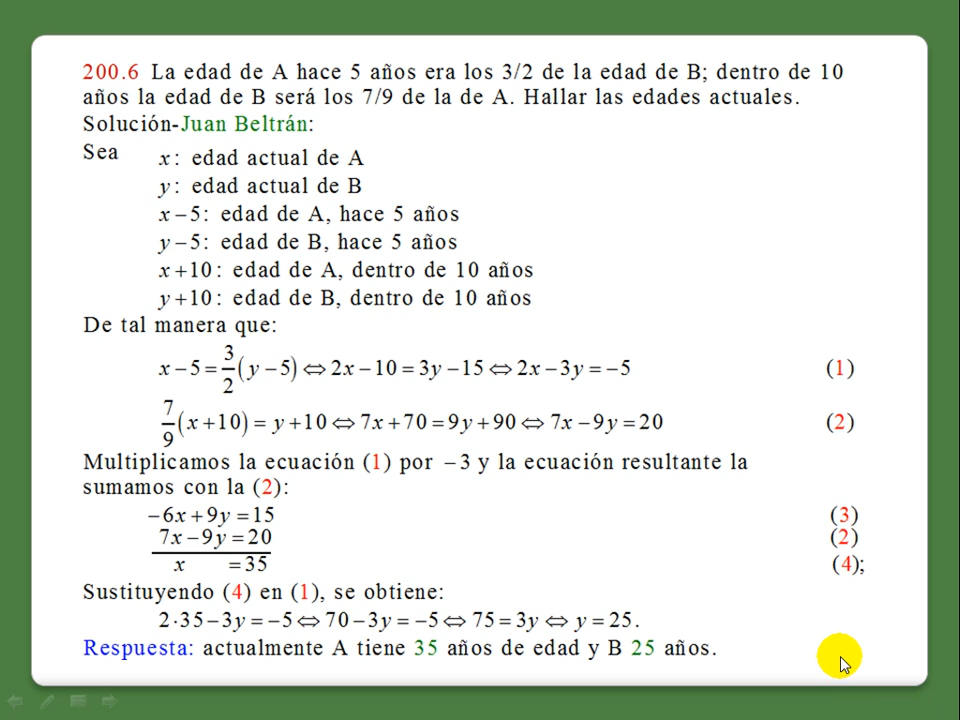 200.6 La edad de A hace 5 años era los 3/2 de la edad de B; dentro de 10
años la edad de B será los 7/9 de la de A. Hallar las edades actuales.
Solución-Juan Beltrán:
Sea x: edad actual de A
y: edad actual de B
x−5: edad de A, hace 5 años
y−5: edad de B, hace 5 años
x+10: edad de A, dentro de 10 años
y+10: edad de B, dentro de 10 años
De tal manera que:
x−5=3/2(y−5)⇔2x−10=3y−15⇔2x−3y=−5 (1)
7/9(x+10)=y+10⇔7x+70=9y+90⇔7x−9y=20 (2)
Multiplicamos la ecuación (1) por −3 y la ecuación resultante la
sumamos con la (2):
−6x+9y=15 (3)
7x−9y=20 (2)
x =35 (4);
Sustituyendo (4) en (1), se obtiene:
2·35−3y=−5⇔70−3y=−5⇔75=3y⇔y=25.
Respuesta: actualmente A tiene 35 años de edad y B 25 años.